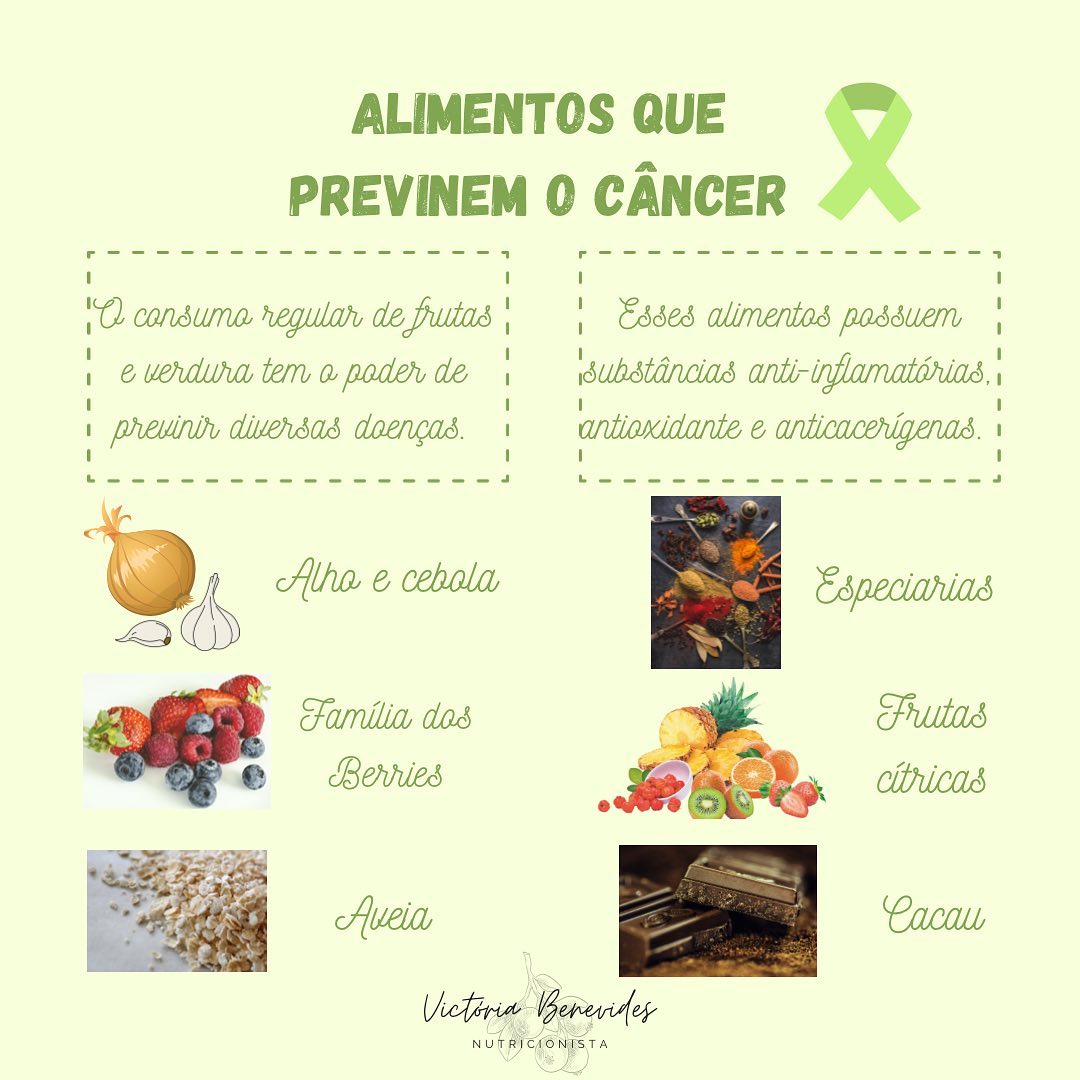 ALIMENTOS QUE
PREVINEM O CÂNCER
O consumo regular de frutas
e verdura tem o poder de
previnir diversas doenças.
Esses alimentos possuem
substâncias anti-inflamatórias,
antioxidante e anticacerígenas.
Alho e cebola
Especiarias
Família dos
Berries
Frutas
cítricas
Aveia
Cacau
Victória Benevides
NUTRICIONISTA